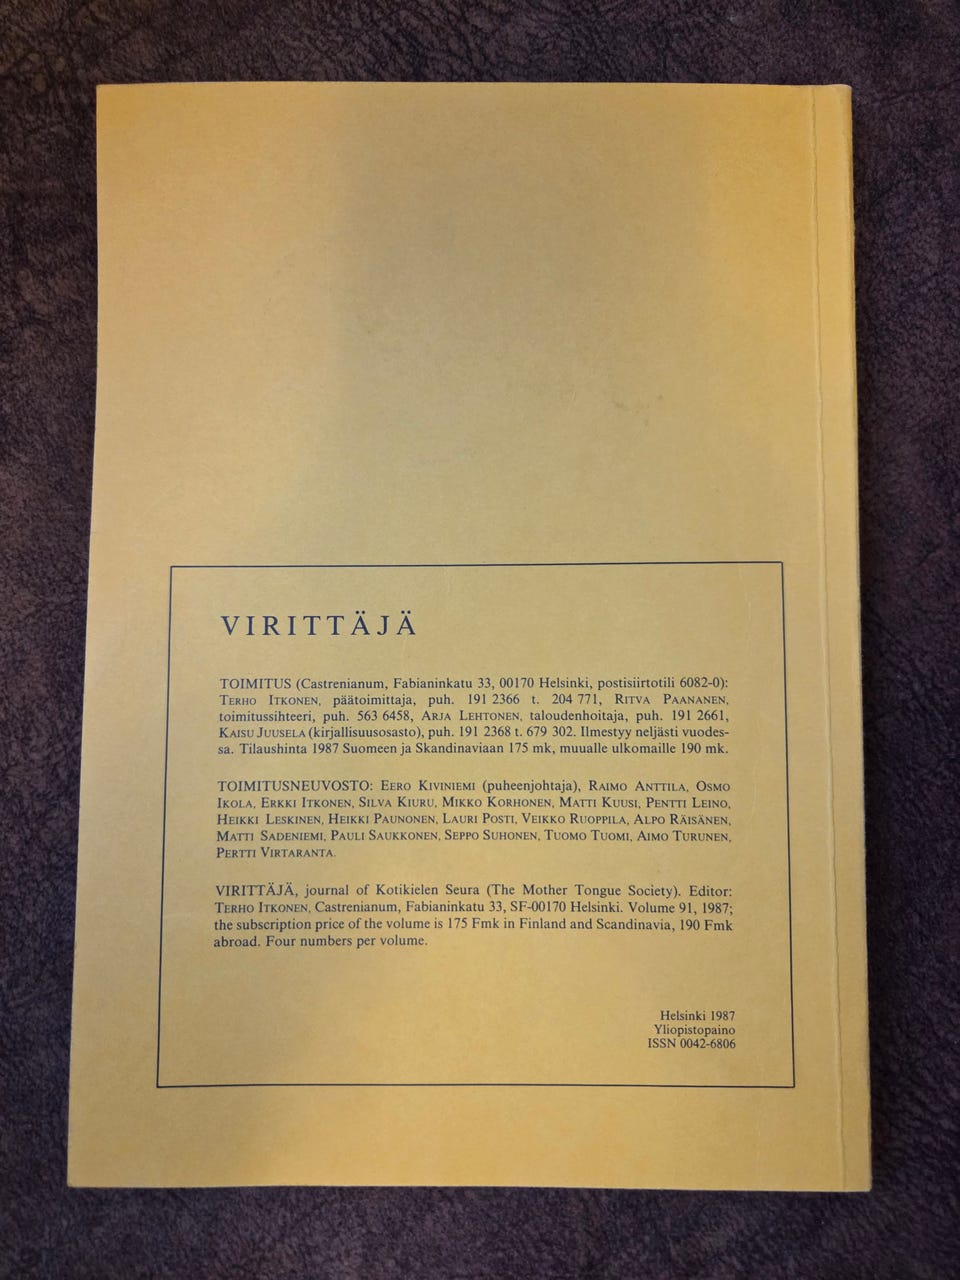 VIRITTÄJÄ
TOIMITUS (Castrenianum, Fabianinkatu 33, 00170 Helsinki, postisiirtotili 6082-0):
TERHO ITKONEN, päätoimittaja, puh. 191 2366 t. 204 771, RITVA PAANANEN,
toimitussihteeri, puh. 563 6458, ARJA LEHTONEN, taloudenhoitaja, puh. 191 2661,
KAISU JUUSELA (kirjallisuusosasto), puh. 191 2368 t. 679 302. Ilmestyy neljästi vuodes-
sa. Tilaushinta 1987 Suomeen ja Skandinaviaan 175 mk, muualle ulkomaille 190 mk.
TOIMITUSNEUVOSTO: EERO KIVINIEMI (puheenjohtaja), RAIMO ANTTILA, OSMO
IKOLA, ERKKI ITKONEN, SILVA KIURU, MIKKO KORHONEN, MATTI KUUSI, PENTTI LEINO,
HEIKKI LESKINEN, HEIKKI PAUNONEN, LAURI POSTI, VEIKKO RUOPPILA, ALPO RÄISÄNEN,
MATTI SADENIEMI, PAULI SAUKKONEN, SEPPO SUHONEN, TUOMO TUOMI, AIMO TURUNEN,
PERTTI VIRTARANTA.
VIRITTÄJÄ, journal of Kotikielen Seura (The Mother Tongue Society). Editor:
TERHO ITKONEN, Castrenianum, Fabianinkatu 33, SF-00170 Helsinki. Volume 91, 1987;
the subscription price of the volume is 175 Fmk in Finland and Scandinavia, 190 Fmk
abroad. Four numbers per volume.
Helsinki 1987
Yliopistopaino
ISSN 0042-6806